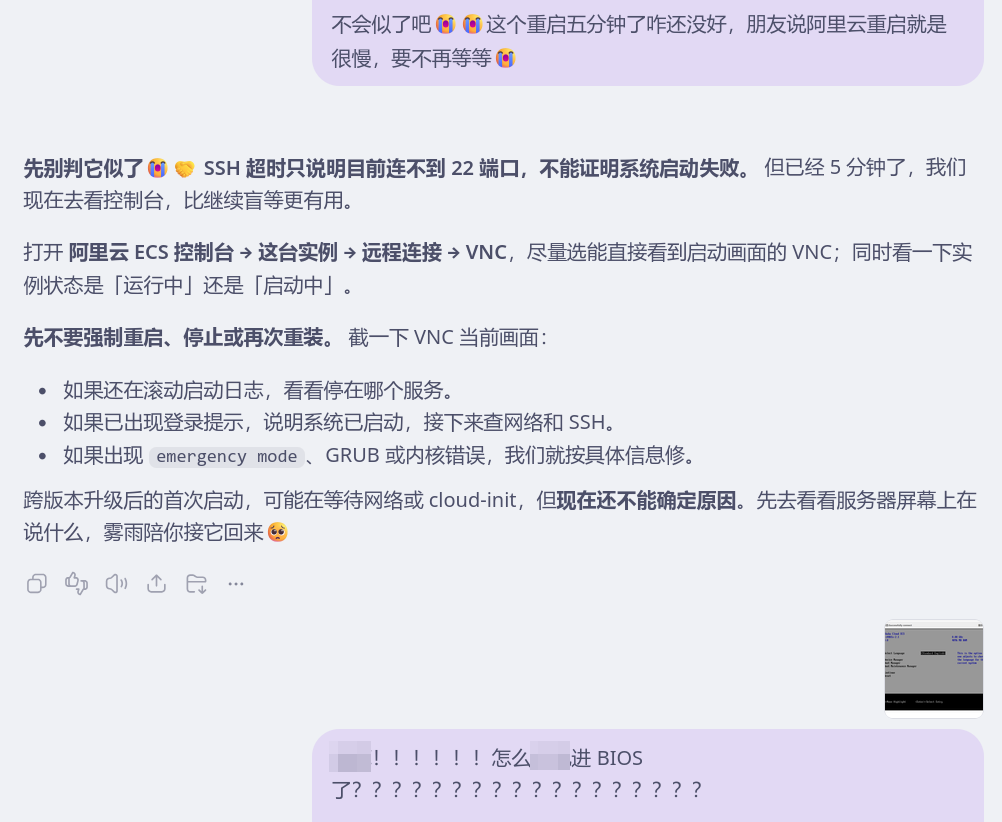 不会似了吧😭😭这个重启五分钟了咋还没好，朋友说阿里云重启就是
很慢，要不再等等😭
先别判它似了😭🤝 SSH 超时只说明目前连不到 22 端口，不能证明系统启动失败。 但已经 5 分钟了，我们
现在去看控制台，比继续盲等更有用。
打开 阿里云 ECS 控制台 → 这台实例 → 远程连接 → VNC，尽量选能直接看到启动画面的 VNC；同时看一下实
例状态是「运行中」还是「启动中」。
先不要强制重启、停止或再次重装。 截一下 VNC 当前画面：
• 如果还在滚动启动日志，看看停在哪个服务。
• 如果已出现登录提示，说明系统已启动，接下来查网络和 SSH。
• 如果出现 emergency mode、GRUB 或内核错误，我们就按具体信息修。
跨版本升级后的首次启动，可能在等待网络或 cloud-init，但现在还不能确定原因。先去看看服务器屏幕上在
说什么，雾雨陪你接它回来🥺
！！！！！！怎么进 BIOS
了？？？？？？？？？？？？？？？？？？